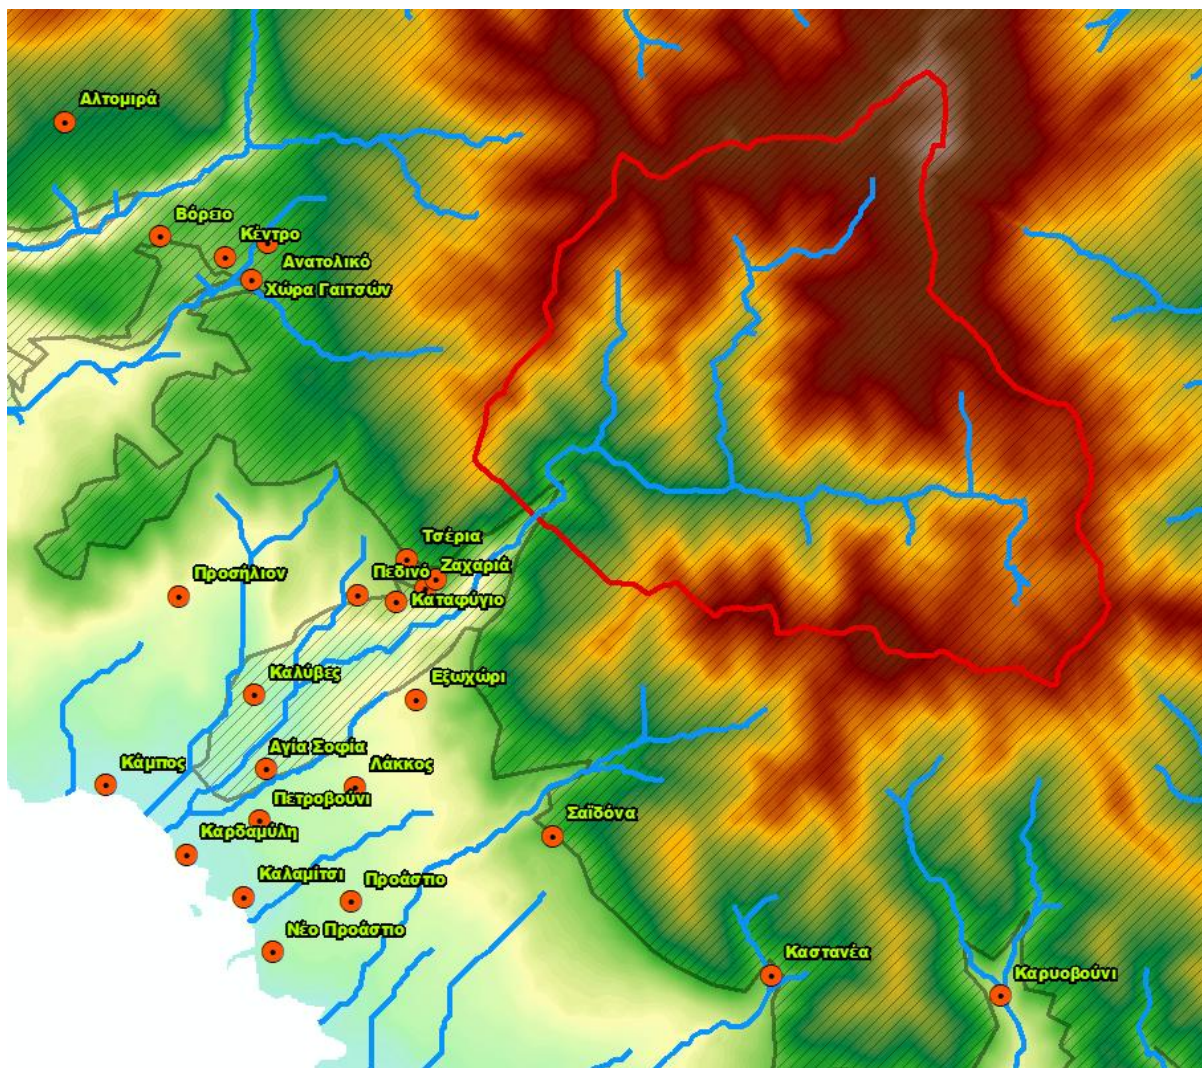 Αλτομιρά
Βόρειο
Κέντρο
Ανατολικό
Χώρα Γαιτσών
Τσέρια
Προσήλιον
Πεδινό
Ζαχαριά
Καταφύγιο
Καλύβες
Εξωχώρι
Αγία Σοφία
Κάμπος
Λάκκος
Πετροβούνι
Σαϊδόνα
Καρδαμύλη
Καλαμίτσι
Προάστιο
Νέο Προάστιο
Καστανέα
Καρυοβούνι